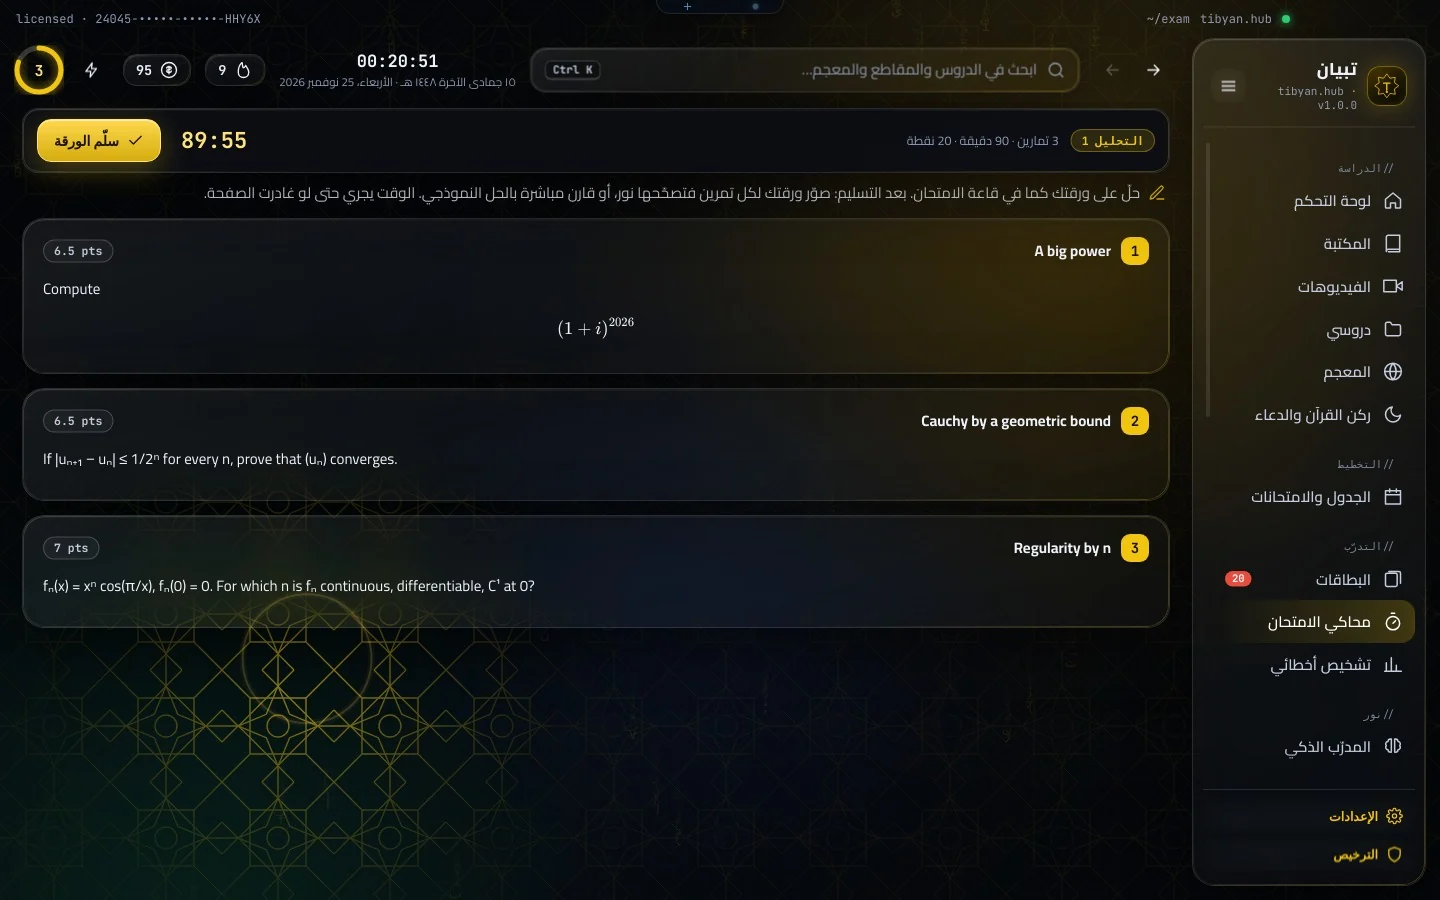 licensed · 24045-•••••-•••••-HHY6X
~/exam tibyan.hub
تبيان
tibyan.hub ·
v1.0.0
// الدراسة
لوحة التحكم
المكتبة
الفيديوهات
دروسي
المعجم
ركن القرآن والدعاء
// التخطيط
الجدول والامتحانات
// التدرّب
البطاقات
20
محاكي الامتحان
تشخيص أخطائي
// نور
المدرّب الذكي
الإعدادات
الترخيص
ابحث في الدروس والمقاطع والمعجم...
Ctrl K
00:20:51
١٥ جمادى الآخرة ١٤٤٨ هـ · الأربعاء، 25 نوفمبر 2026
9
95
3
التحليل 1
3 تمارين · 90 دقيقة · 20 نقطة
89:55
سلّم الورقة
حلّ على ورقتك كما في قاعة الامتحان. بعد التسليم: صوّر ورقتك لكل تمرين فتصحّحها نور، أو قارن مباشرة بالحل النموذجي. الوقت يجري حتى لو غادرت الصفحة.
1 A big power
6.5 pts
Compute
(1 + i)²⁰²⁶
2 Cauchy by a geometric bound
6.5 pts
If |uₙ₊₁ − uₙ| ≤ 1/2ⁿ for every n, prove that (uₙ) converges.
3 Regularity by n
7 pts
fₙ(x) = xⁿ cos(π/x), fₙ(0) = 0. For which n is fₙ continuous, differentiable, C¹ at 0?